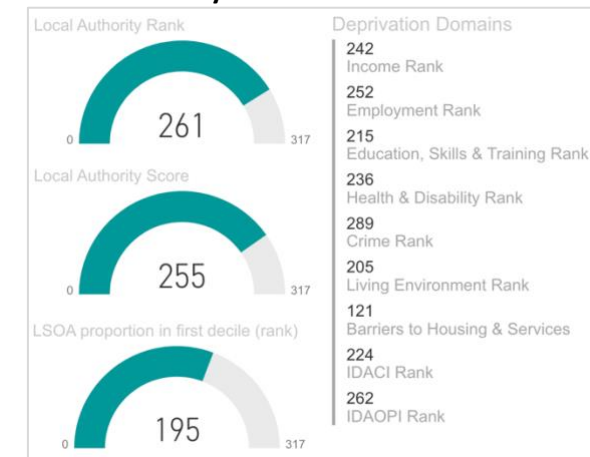 Local Authority Rank
261
0
317
Local Authority Score
255
0
317
LSOA proportion in first decile (rank)
195
0
317
Deprivation Domains
242
Income Rank
252
Employment Rank
215
Education, Skills & Training Rank
236
Health & Disability Rank
289
Crime Rank
205
Living Environment Rank
121
Barriers to Housing & Services
224
IDACI Rank
262
IDAOPI Rank